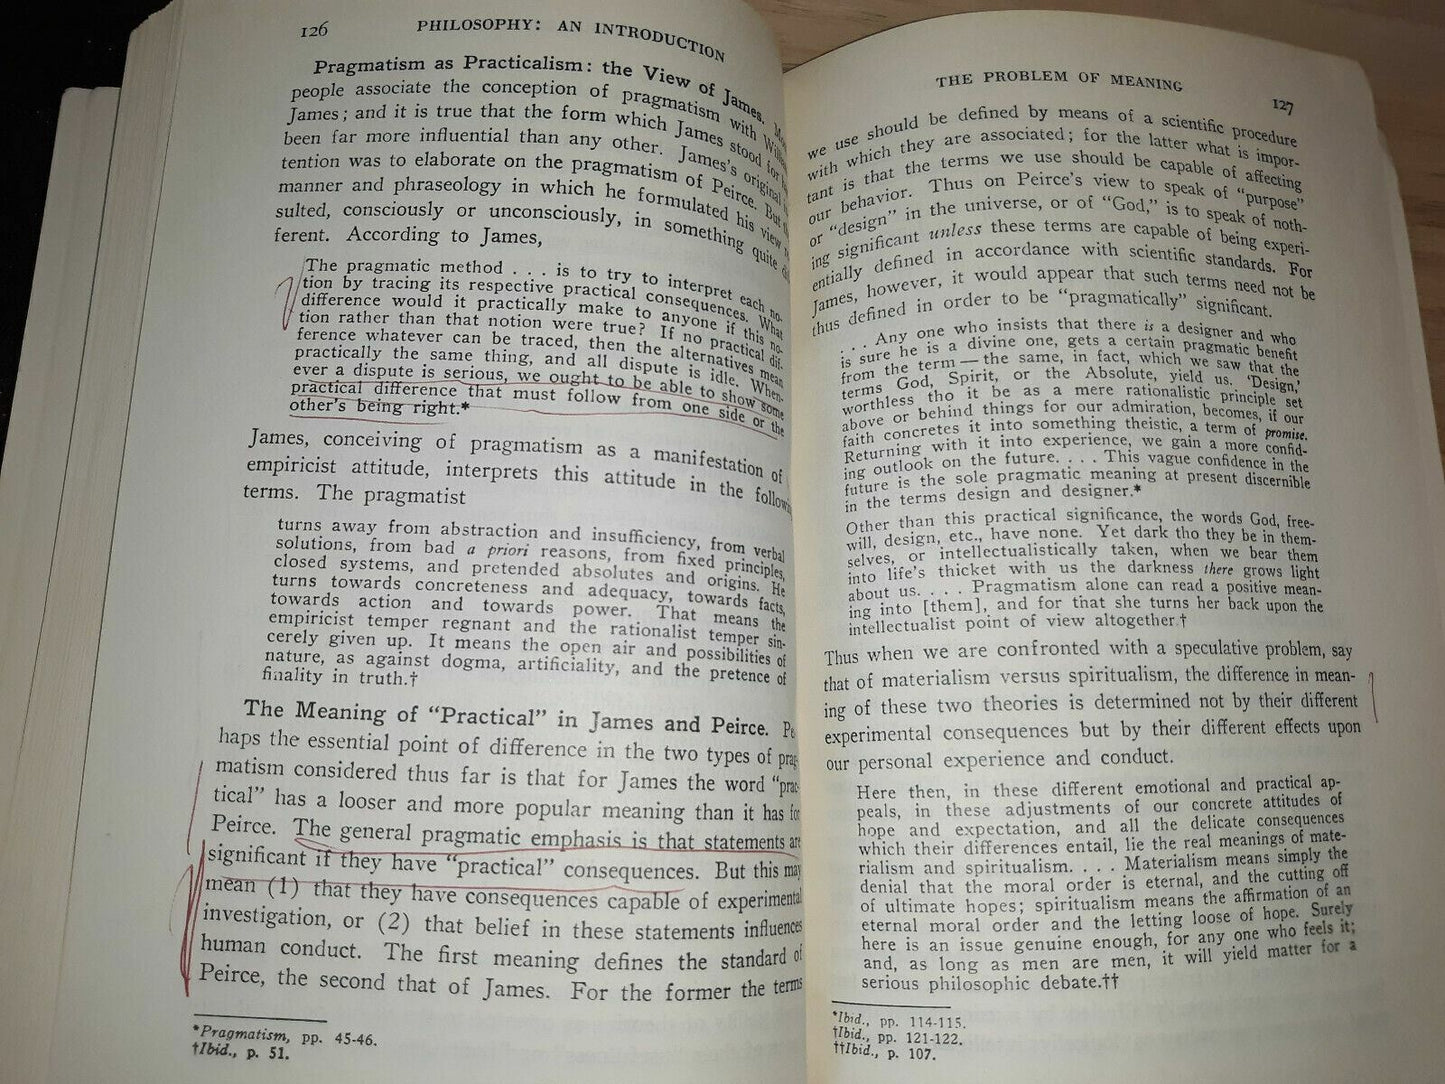 126
PHILOSOPHY: AN INTRODUCTION
Pragmatism as Practicalism: the View of James.
people associate the conception of pragmatism with
James; and it is true that the form which James stood for
been far more influential than any other. James's original
tention was to elaborate on the pragmatism of Peirce. But
manner and phraseology in which he formulated his view
sulted, consciously or unconsciously, in something quite
ferent. According to James,
The pragmatic method . . . is to try to interpret each no-
tion by tracing its respective practical consequences. What
difference would it practically make to anyone if this no-
tion rather than that notion were true? If no practical dif-
ference whatever can be traced, then the alternatives mean
practically the same thing, and all dispute is idle. When-
ever a dispute is serious, we ought to be able to show some
practical difference that must follow from one side or the
other's being right.*
James, conceiving of pragmatism as a manifestation of
empiricist attitude, interprets this attitude in the
terms. The pragmatist
turns away from abstraction and insufficiency, from verbal
solutions, from bad a priori reasons, from fixed principles,
closed systems, and pretended absolutes and origins. He
turns towards concreteness and adequacy, towards facts,
towards action and towards power. That means the
empiricist temper regnant and the rationalist temper sin-
cerely given up. It means the open air and possibilities of
nature, as against dogma, artificiality, and the pretence of
finality in truth.†
The Meaning of "Practical" in James and Peirce. Pe
haps the essential point of difference in the two types of prag-
matism considered thus far is that for James the word "prac-
tical" has a looser and more popular meaning than it has for
Peirce. The general pragmatic emphasis is that statements are
significant if they have "practical" consequences. But this may
mean (1) that they have consequences capable of experimental
investigation, or (2) that belief in these statements influences
human conduct. The first meaning defines the standard of
Peirce, the second that of James. For the former the terms
*Pragmatism, pp. 45-46.
†Ibid., p. 51.
THE PROBLEM OF MEANING
127
we use should be defined by means of a scientific procedure
with which they are associated; for the latter what is impor-
tant is that the terms we use should be capable of affecting
our behavior. Thus on Peirce's view to speak of "purpose"
or "design" in the universe, or of "God," is to speak of noth-
ing significant unless these terms are capable of being experi-
entially defined in accordance with scientific standards. For
James, however, it would appear that such terms need not be
thus defined in order to be "pragmatically" significant.
. . . Any one who insists that there is a designer and who
is sure he is a divine one, gets a certain pragmatic benefit
from the term — the same, in fact, which we saw that the
terms God, Spirit, or the Absolute, yield us. 'Design,'
worthless tho it be as a mere rationalistic principle set
above or behind things for our admiration, becomes, if our
faith concretes it into something theistic, a term of promise.
Returning with it into experience, we gain a more confid-
ing outlook on the future. . . . This vague confidence in the
future is the sole pragmatic meaning at present discernible
in the terms design and designer.*
Other than this practical significance, the words God, free-
will, design, etc., have none. Yet dark tho they be in them-
selves, or intellectualistically taken, when we bear them
into life's thicket with us the darkness there grows light
about us. . . . Pragmatism alone can read a positive mean-
ing into [them], and for that she turns her back upon the
intellectualist point of view altogether.†
Thus when we are confronted with a speculative problem, say
that of materialism versus spiritualism, the difference in mean-
ing of these two theories is determined not by their different
experimental consequences but by their different effects upon
our personal experience and conduct.
Here then, in these different emotional and practical ap-
peals, in these adjustments of our concrete attitudes of
hope and expectation, and all the delicate consequences
which their differences entail, lie the real meanings of mate-
rialism and spiritualism. . . . Materialism means simply the
denial that the moral order is eternal, and the cutting off
of ultimate hopes; spiritualism means the affirmation of an
eternal moral order and the letting loose of hope. Surely
here is an issue genuine enough, for any one who feels it;
and, as long as men are men, it will yield matter for a
serious philosophic debate.††
*Ibid., pp. 114-115.
†Ibid., pp. 121-122.
††Ibid., p. 107.